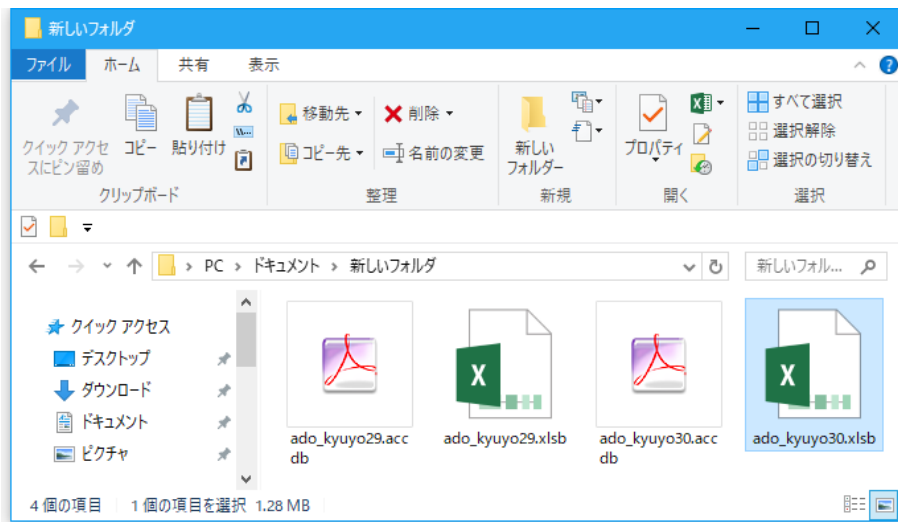 新しいフォルダ
ファイル ホーム 共有 表示
クイック アクセ
スにピン留め
コピー
貼り付け
クリップボード
移動先
コピー先
削除
名前の変更
整理
新しい
フォルダー
新規
プロパティ
開く
すべて選択
選択解除
選択の切り替え
選択
PC › ドキュメント › 新しいフォルダ
新しいフォル...
クイック アクセス
デスクトップ
ダウンロード
ドキュメント
ピクチャ
ado_kyuyo29.acc
db
ado_kyuyo29.xlsb
ado_kyuyo30.acc
db
ado_kyuyo30.xlsb
4 個の項目 1 個の項目を選択 1.28 MB